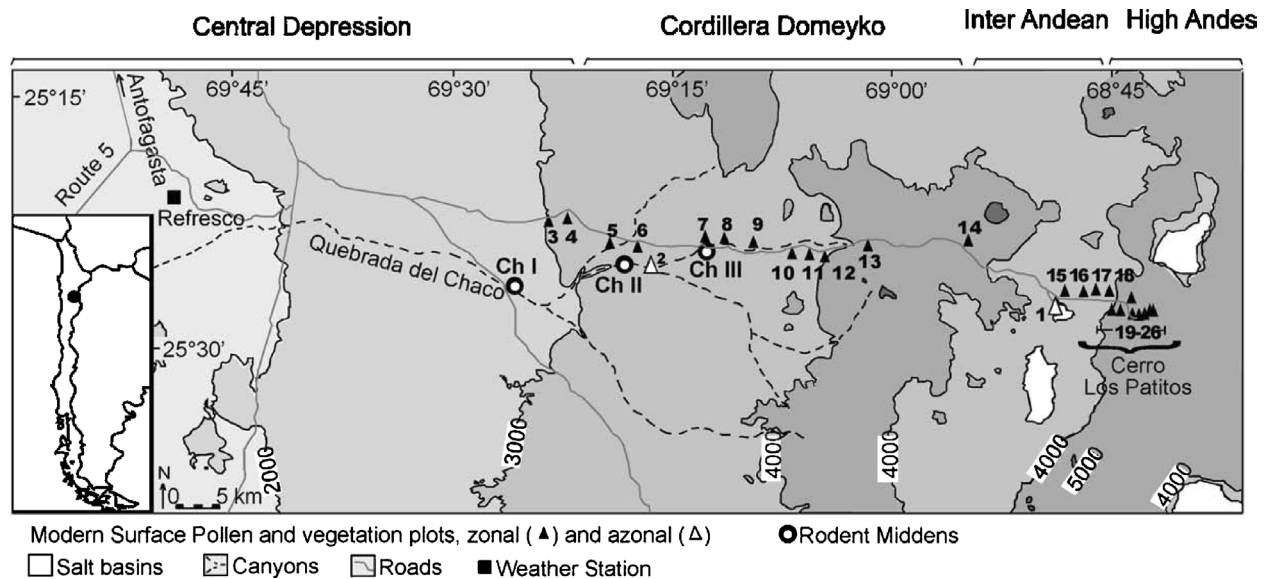 Central Depression
Cordillera Domeyko
Inter Andean
High Andes
25°15'
69°45'
69°30'
69°15'
69°00'
68°45'
Antofagasta
Route 5
Refresco
Quebrada del Chaco
Ch I
Ch II
Ch III
3
4
5
6
2
7
8
9
10
11
12
13
14
15
16
17
18
1
19-26
Cerro
Los Patitos
25°30'
2000
3000
4000
4000
4000
5000
4000
N
0
5 km
Modern Surface Pollen and vegetation plots, zonal (▲) and azonal (△)
Rodent Middens
Salt basins
Canyons
Roads
Weather Station